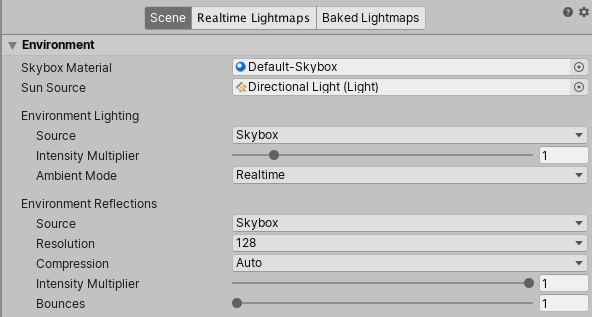 Scene Realtime Lightmaps Baked Lightmaps
Environment
Skybox Material Default-Skybox
Sun Source Directional Light (Light)
Environment Lighting
Source Skybox
Intensity Multiplier 1
Ambient Mode Realtime
Environment Reflections
Source Skybox
Resolution 128
Compression Auto
Intensity Multiplier 1
Bounces 1